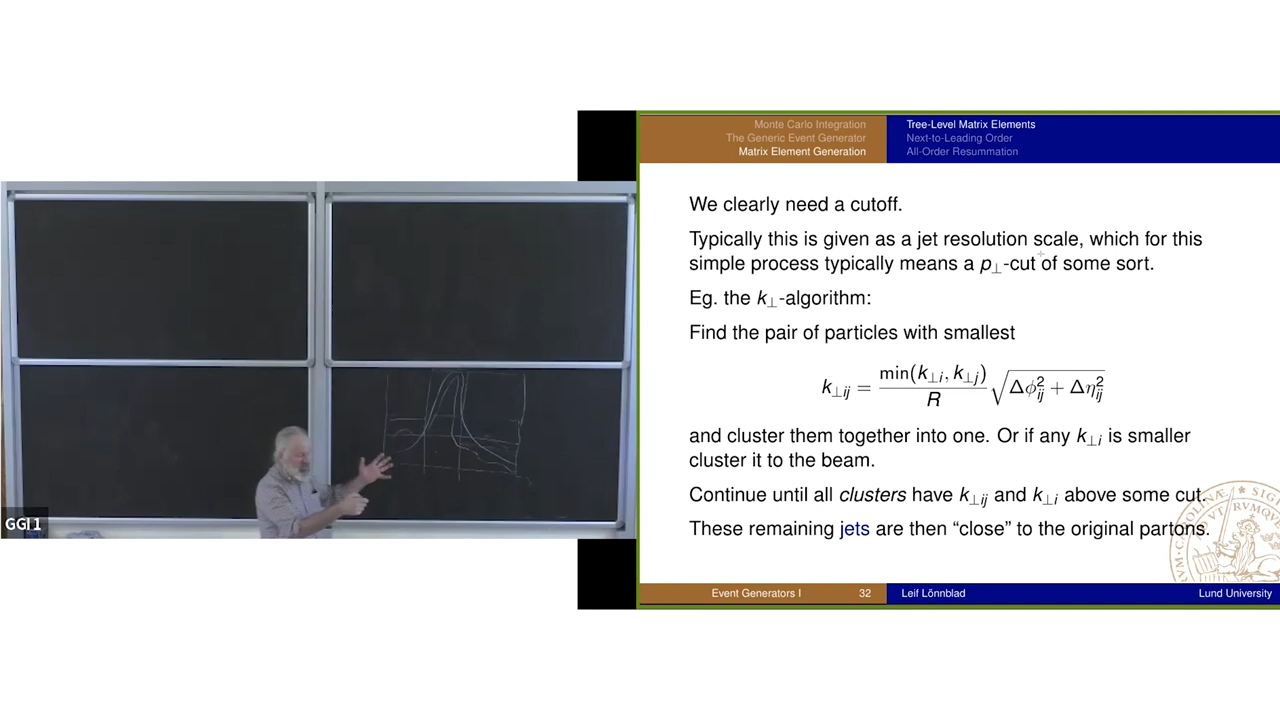 Monte Carlo Integration
The Generic Event Generator
Matrix Element Generation
Tree-Level Matrix Elements
Next-to-Leading Order
All-Order Resummation
We clearly need a cutoff.
Typically this is given as a jet resolution scale, which for this
simple process typically means a p⊥-cut of some sort.
Eg. the k⊥-algorithm:
Find the pair of particles with smallest
k⊥ij = min(k⊥i, k⊥j)/R √(Δϕ²ij + Δη²ij)
and cluster them together into one. Or if any k⊥i is smaller
cluster it to the beam.
Continue until all clusters have k⊥ij and k⊥i above some cut.
These remaining jets are then “close” to the original partons.
GGI 1
Event Generators I 32 Leif Lönnblad Lund University